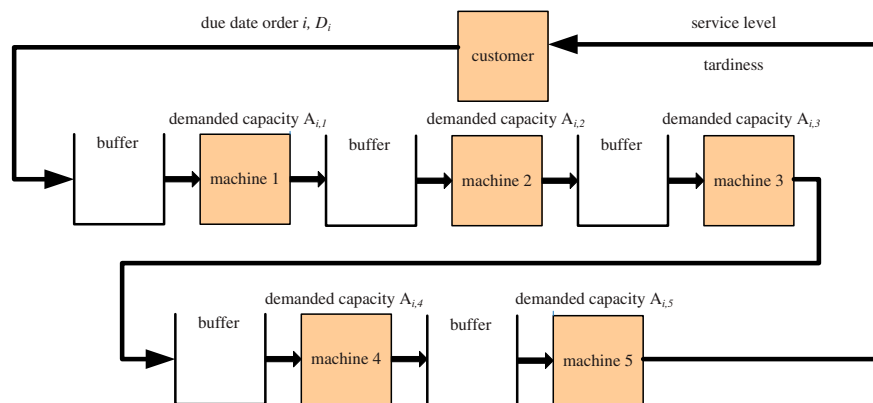 due date order i, Di
service level
customer
tardiness
demanded capacity Ai,1
demanded capacity Ai,2
demanded capacity Ai,3
buffer
buffer
buffer
machine 1
machine 2
machine 3
demanded capacity Ai,4
demanded capacity Ai,5
buffer
buffer
machine 4
machine 5